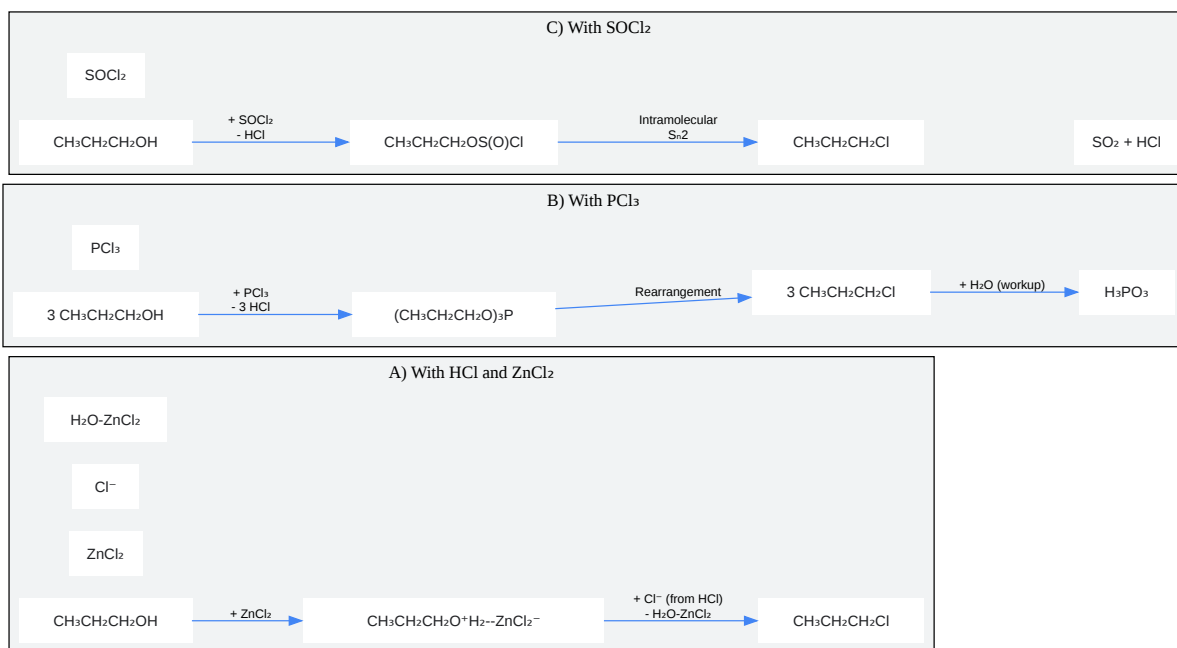 C) With SOCl₂
SOCl₂
CH₃CH₂CH₂OH
+ SOCl₂
- HCl
CH₃CH₂CH₂OS(O)Cl
Intramolecular
Sₙ2
CH₃CH₂CH₂Cl
SO₂ + HCl
B) With PCl₃
PCl₃
3 CH₃CH₂CH₂OH
+ PCl₃
- 3 HCl
(CH₃CH₂CH₂O)₃P
Rearrangement
3 CH₃CH₂CH₂Cl
+ H₂O (workup)
H₃PO₃
A) With HCl and ZnCl₂
H₂O-ZnCl₂
Cl⁻
ZnCl₂
CH₃CH₂CH₂OH
+ ZnCl₂
CH₃CH₂CH₂O⁺H₂--ZnCl₂⁻
+ Cl⁻ (from HCl)
- H₂O-ZnCl₂
CH₃CH₂CH₂Cl